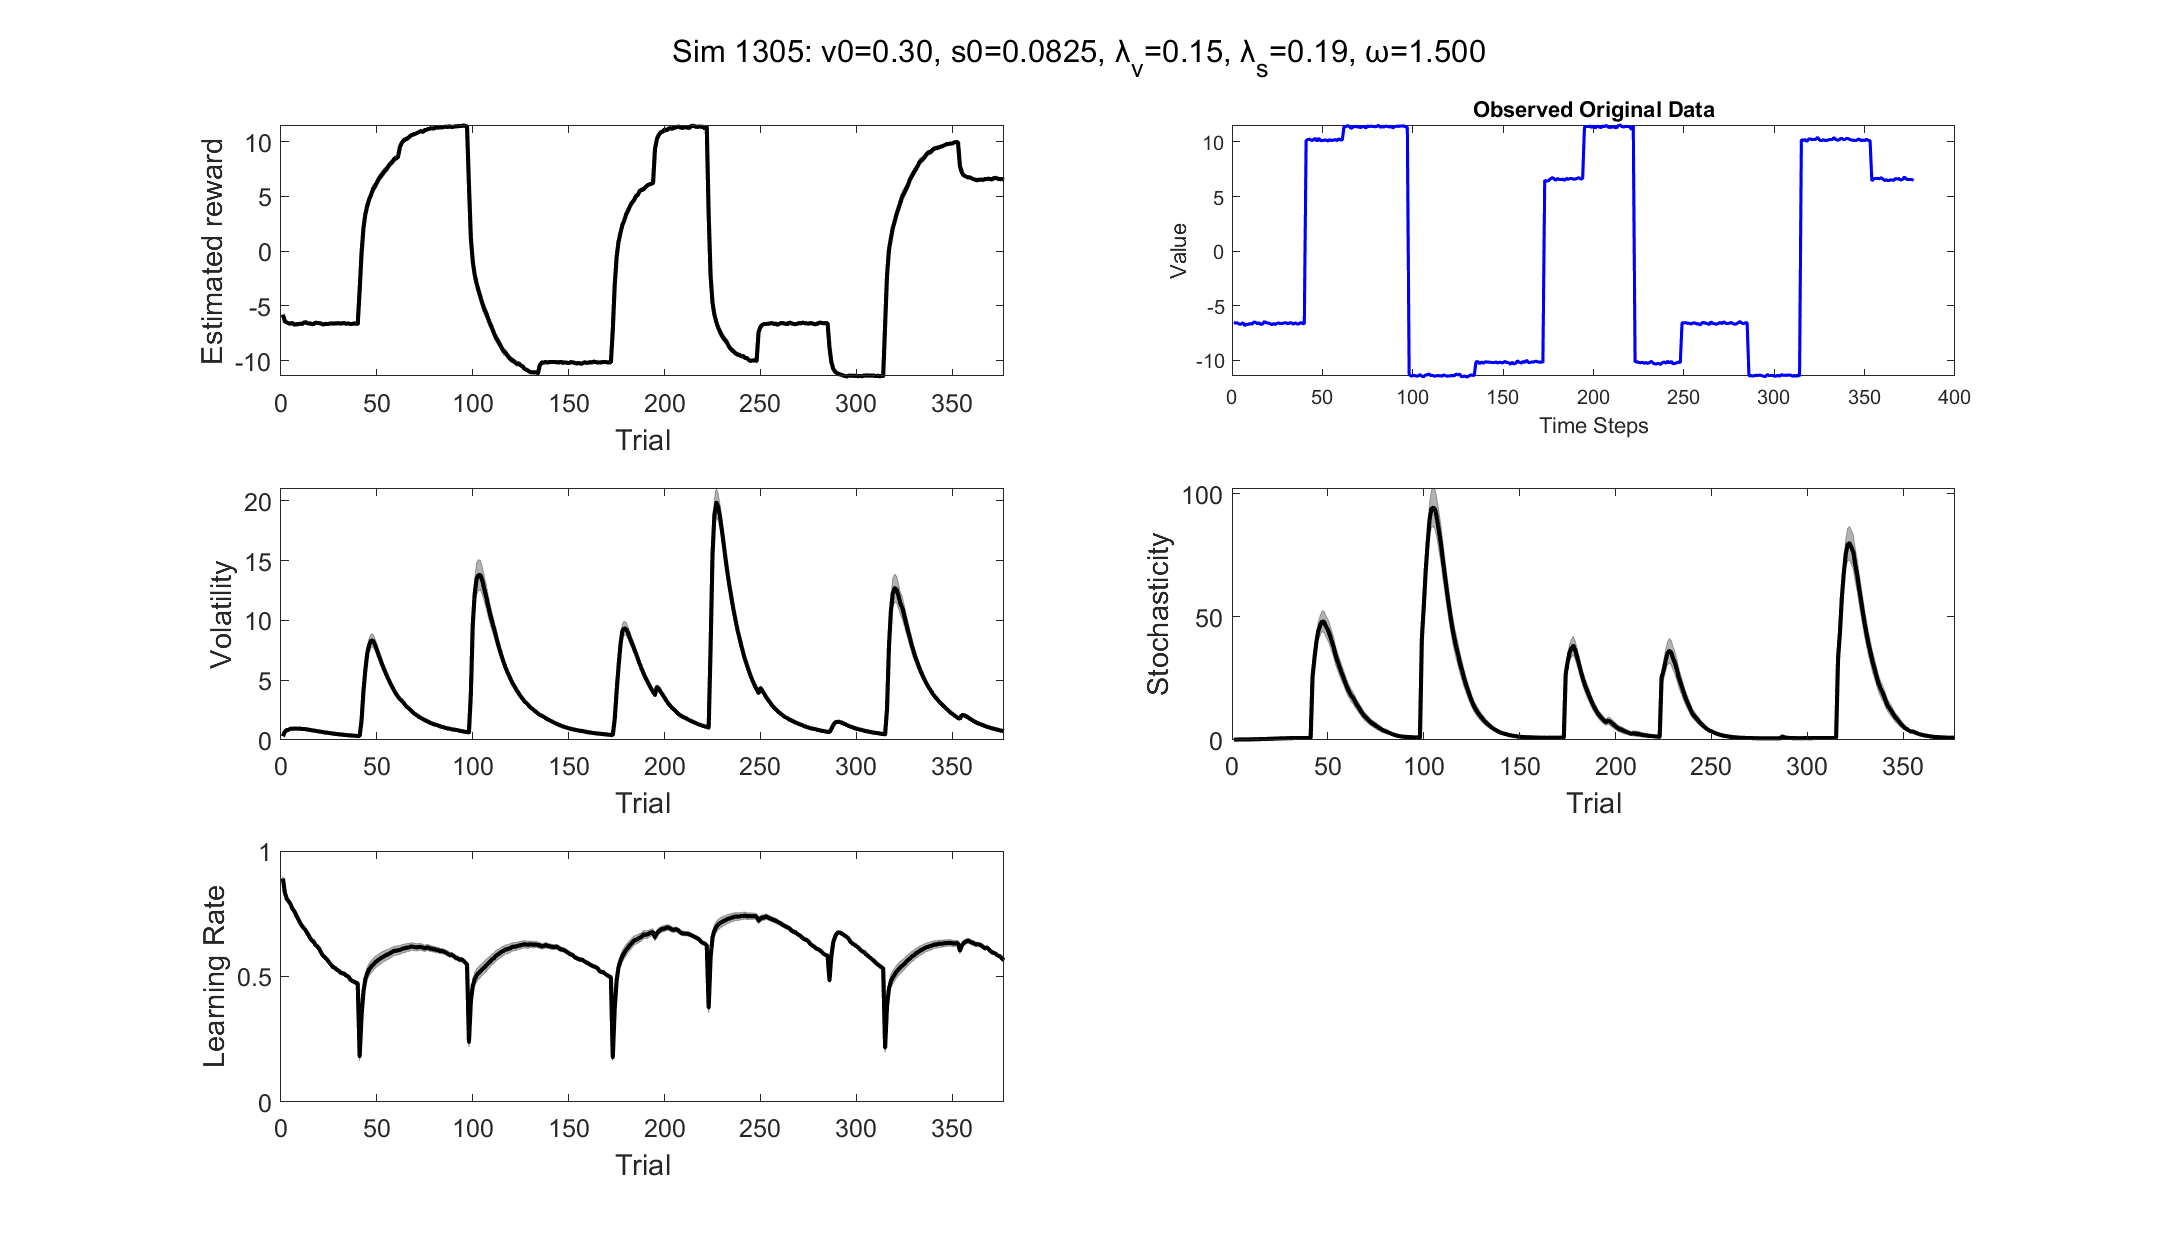 Sim 1305: v0=0.30, s0=0.0825, λv=0.15, λs=0.19, ω=1.500
Estimated reward
10
5
0
-5
-10
0 50 100 150 200 250 300 350
Trial
Observed Original Data
Value
10
5
0
-5
-10
0 50 100 150 200 250 300 350 400
Time Steps
Volatility
20
15
10
5
0
0 50 100 150 200 250 300 350
Trial
Stochasticity
100
50
0
0 50 100 150 200 250 300 350
Trial
Learning Rate
1
0.5
0
0 50 100 150 200 250 300 350
Trial